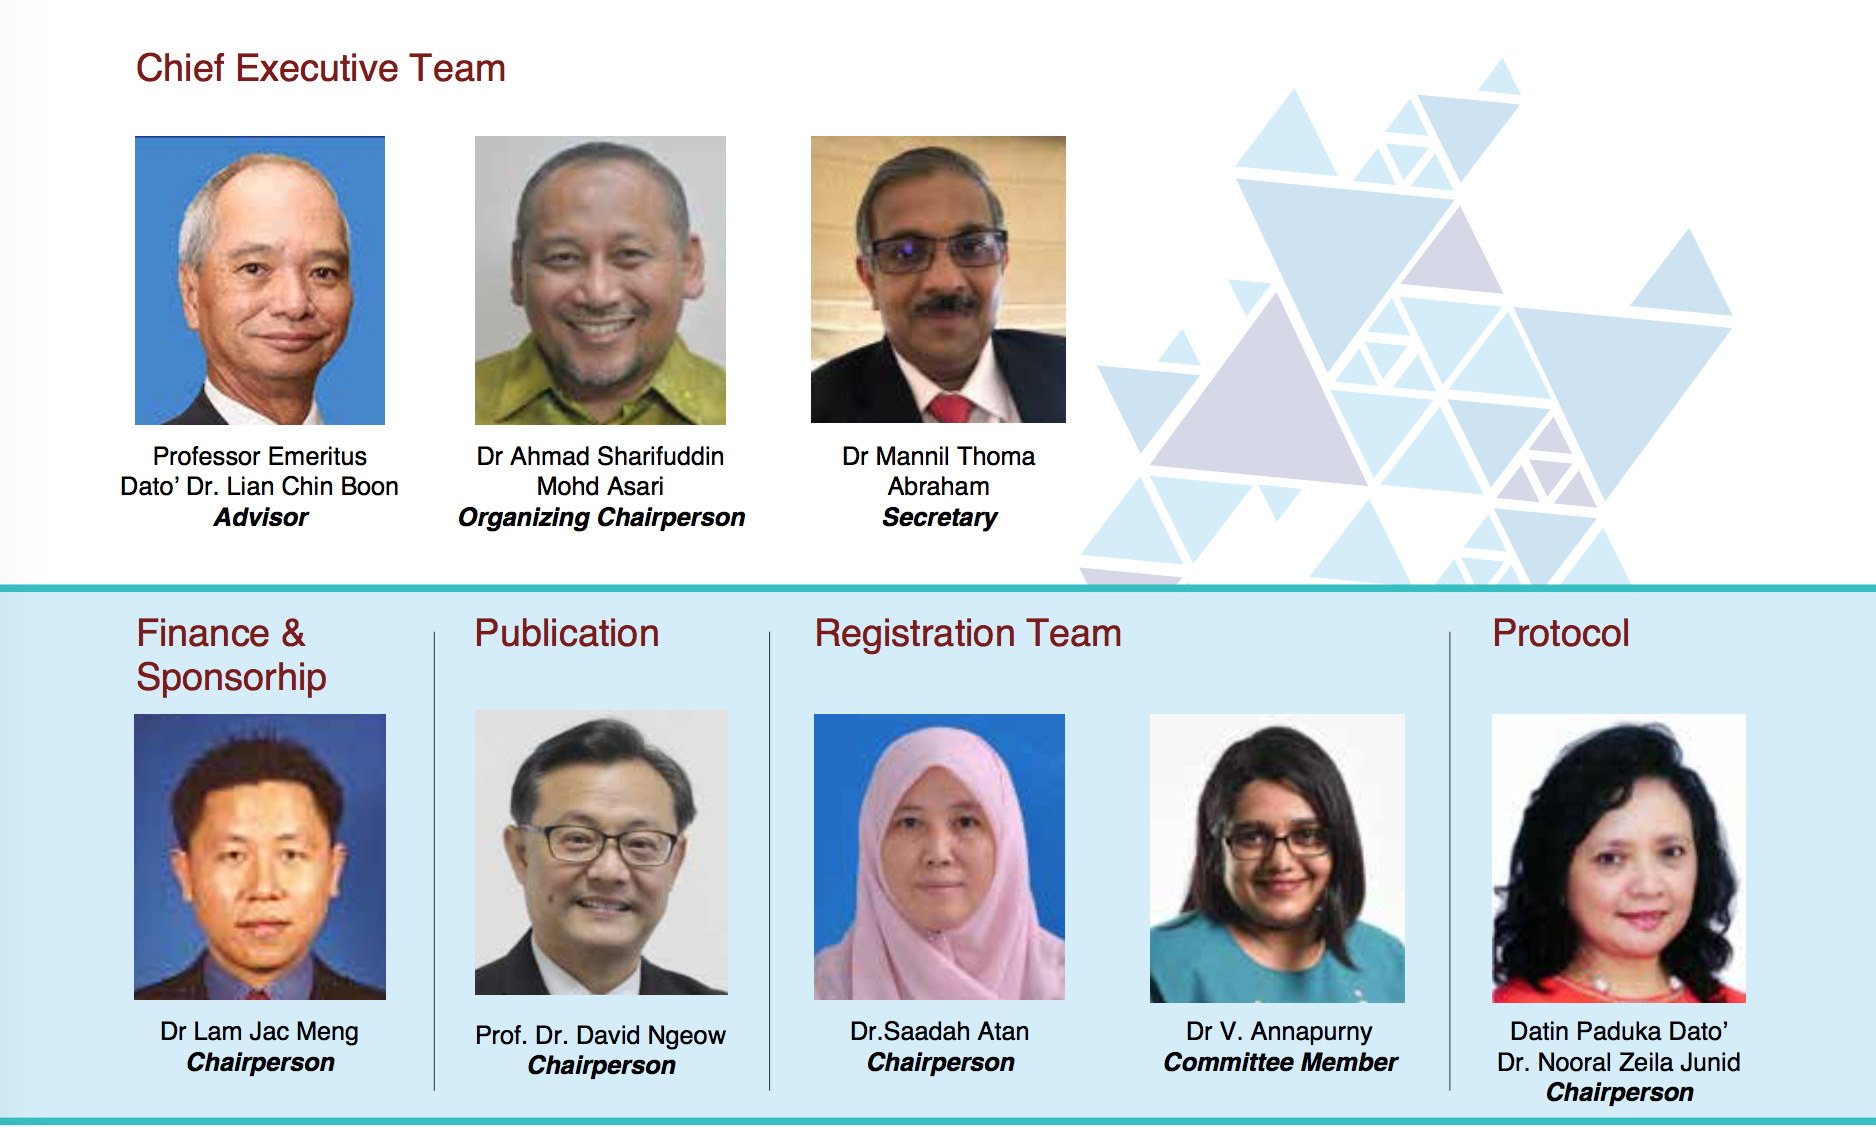 Chief Executive Team
Professor Emeritus
Dato’ Dr. Lian Chin Boon
Advisor
Dr Ahmad Sharifuddin
Mohd Asari
Organizing Chairperson
Dr Mannil Thoma
Abraham
Secretary
Finance &
Sponsorhip
Dr Lam Jac Meng
Chairperson
Publication
Prof. Dr. David Ngeow
Chairperson
Registration Team
Dr.Saadah Atan
Chairperson
Dr V. Annapurny
Committee Member
Protocol
Datin Paduka Dato’
Dr. Nooral Zeila Junid
Chairperson